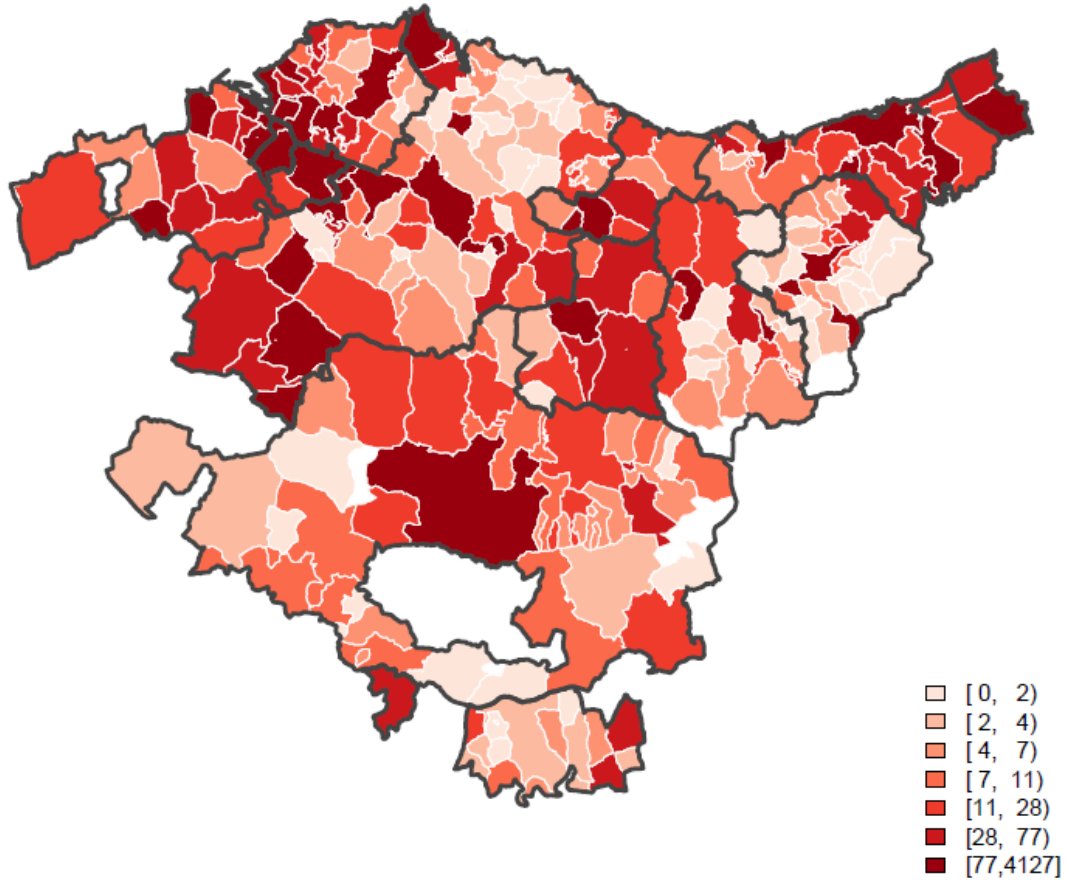 [ 0, 2)
[ 2, 4)
[ 4, 7)
[ 7, 11)
[11, 28)
[28, 77)
[77,4127]